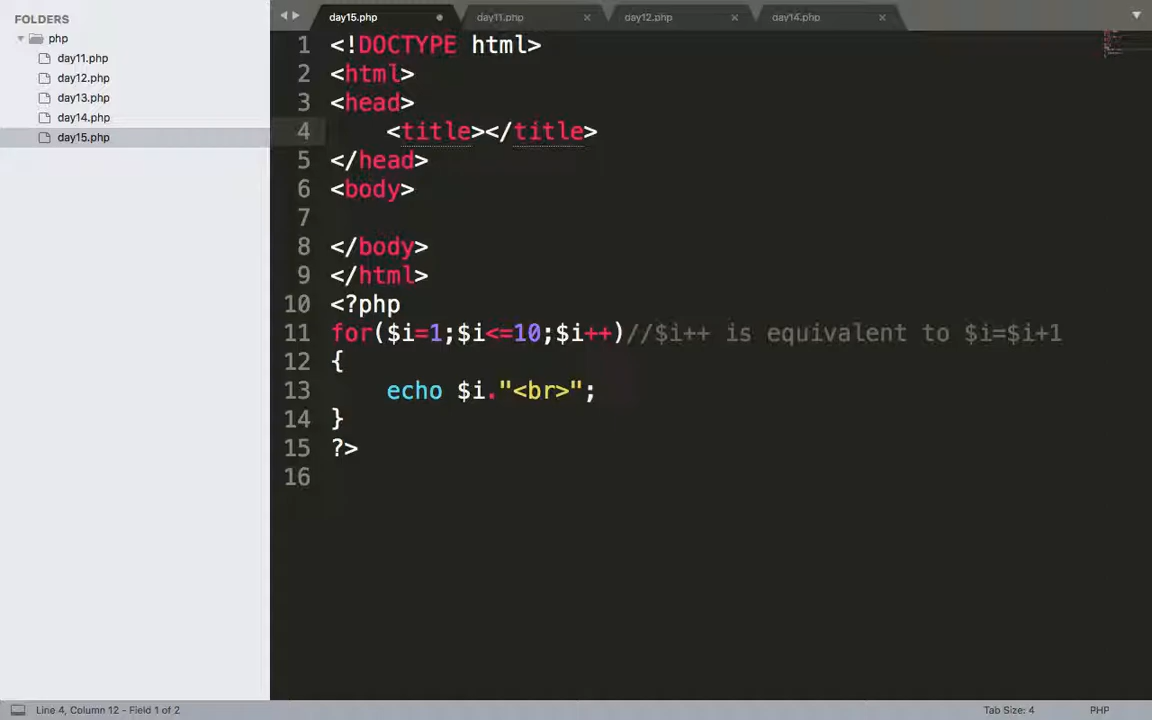 FOLDERS
php
day11.php
day12.php
day13.php
day14.php
day15.php
day15.php day11.php day12.php day14.php
1 <!DOCTYPE html>
2 <html>
3 <head>
4 <title></title>
5 </head>
6 <body>
7
8 </body>
9 </html>
10 <?php
11 for($i=1;$i<=10;$i++)//$i++ is equivalent to $i=$i+1
12 {
13 echo $i."<br>";
14 }
15 ?>
16
Line 4, Column 12 - Field 1 of 2 Tab Size: 4 PHP